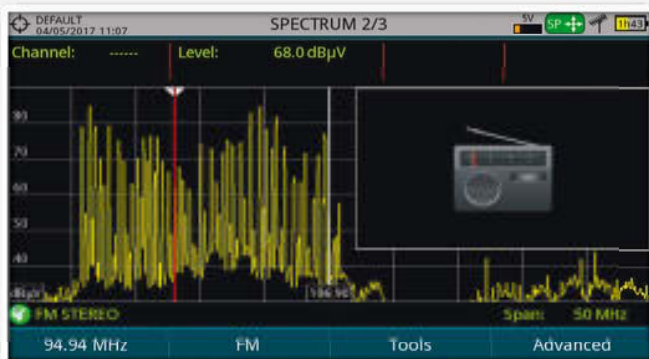 DEFAULT
04/05/2017 11:07
SPECTRUM 2/3
5V
SP
1h43
Channel: ------ Level: 68.0 dBμV
80
70
60
50
40
dBμV
FM STEREO
Span: 50 MHz
94.94 MHz FM Tools Advanced